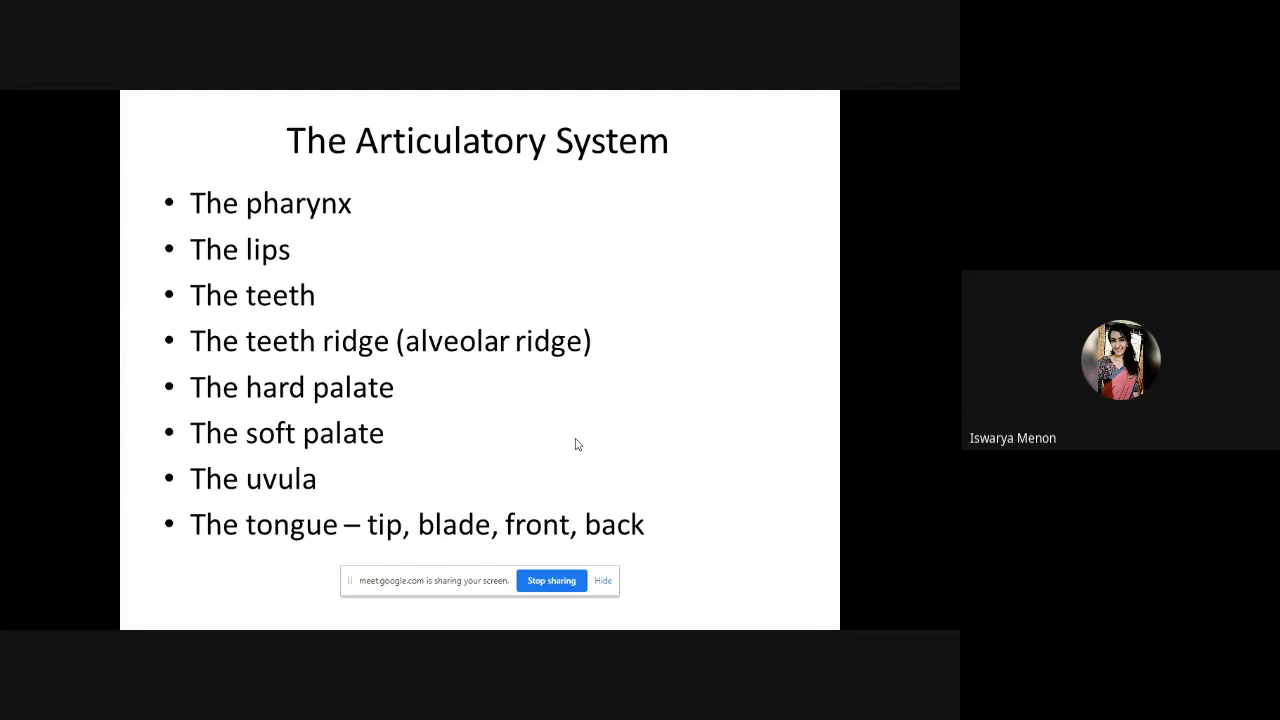 The Articulatory System
• The pharynx
• The lips
• The teeth
• The teeth ridge (alveolar ridge)
• The hard palate
• The soft palate
• The uvula
• The tongue – tip, blade, front, back
meet.google.com is sharing your screen. Stop sharing Hide
Iswarya Menon